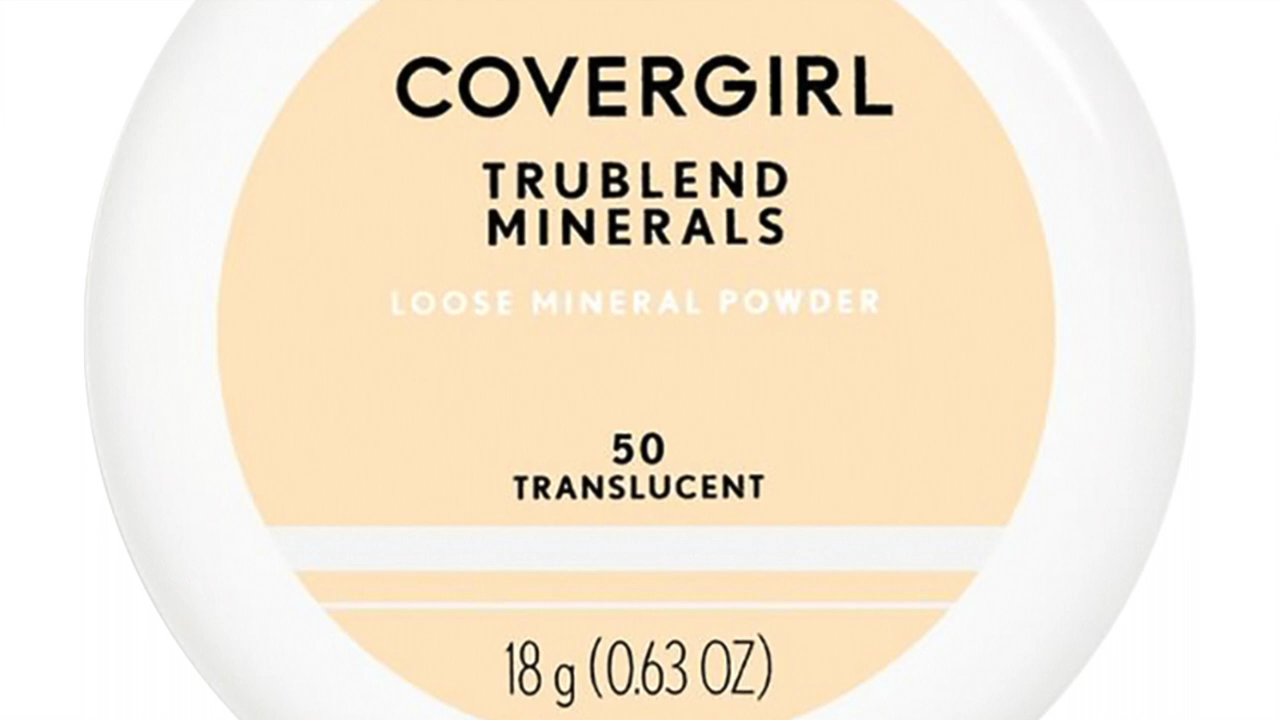 COVERGIRL
TRUBLEND
MINERALS
LOOSE MINERAL POWDER
50
TRANSLUCENT
18 g (0.63 OZ)